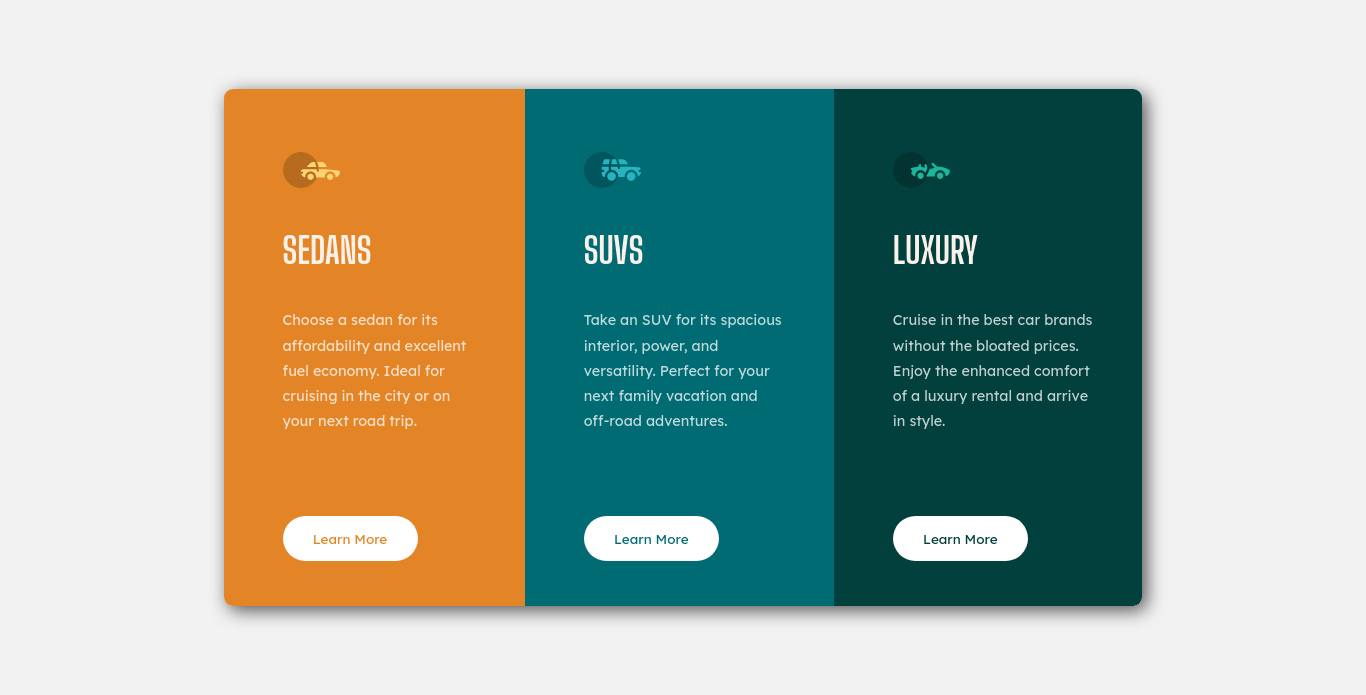 SEDANS
Choose a sedan for its
affordability and excellent
fuel economy. Ideal for
cruising in the city or on
your next road trip.
Learn More
SUVS
Take an SUV for its spacious
interior, power, and
versatility. Perfect for your
next family vacation and
off-road adventures.
Learn More
LUXURY
Cruise in the best car brands
without the bloated prices.
Enjoy the enhanced comfort
of a luxury rental and arrive
in style.
Learn More